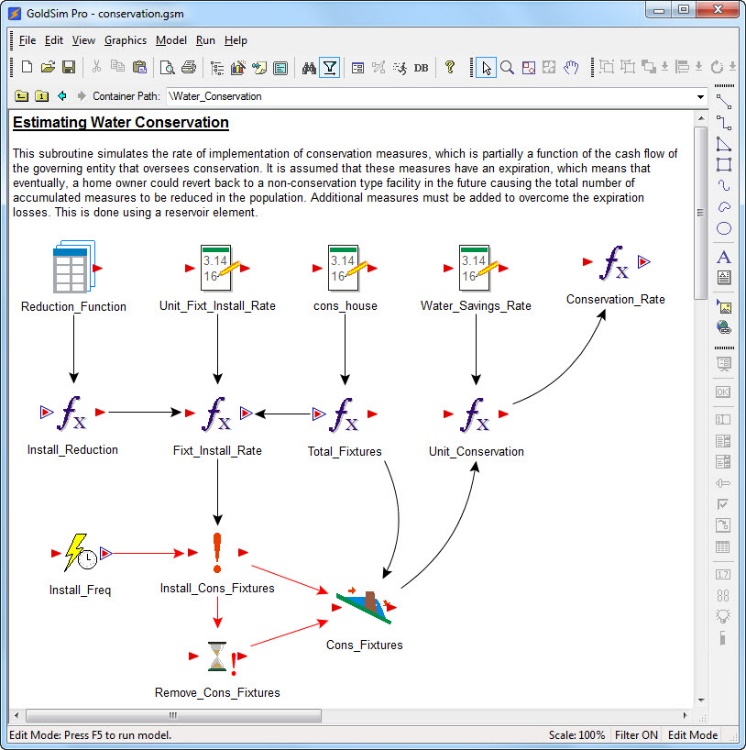 GoldSim Pro - conservation.gsm
File Edit View Graphics Model Run Help
DB
Container Path: \Water_Conservation
Estimating Water Conservation
This subroutine simulates the rate of implementation of conservation measures, which is partially a function of the cash flow of
the governing entity that oversees conservation. It is assumed that these measures have an expiration, which means that
eventually, a home owner could revert back to a non-conservation type facility in the future causing the total number of
accumulated measures to be reduced in the population. Additional measures must be added to overcome the expiration
losses. This is done using a reservoir element.
3.14 3.14 3.14
16 16 16
fx
Reduction_Function Unit_Fixt_Install_Rate cons_house Water_Savings_Rate Conservation_Rate
fx fx fx fx
Install_Reduction Fixt_Install_Rate Total_Fixtures Unit_Conservation
Install_Freq Install_Cons_Fixtures
Cons_Fixtures
Remove_Cons_Fixtures
Edit Mode: Press F5 to run model. Scale: 100% Filter ON Edit Mode